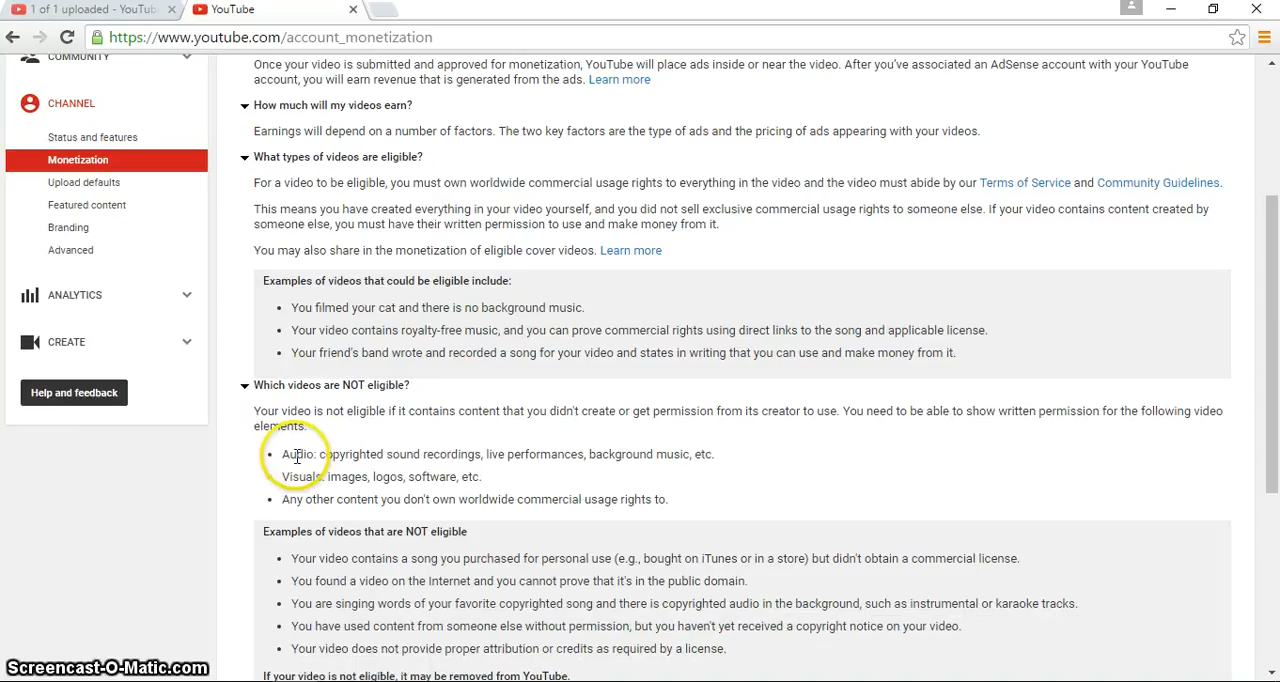 1 of 1 uploaded - YouTub
YouTube
https://www.youtube.com/account_monetization
COMMUNITY
CHANNEL
Status and features
Monetization
Upload defaults
Featured content
Branding
Advanced
ANALYTICS
CREATE
Help and feedback
Once your video is submitted and approved for monetization, YouTube will place ads inside or near the video. After you've associated an AdSense account with your YouTube
account, you will earn revenue that is generated from the ads. Learn more
How much will my videos earn?
Earnings will depend on a number of factors. The two key factors are the type of ads and the pricing of ads appearing with your videos.
What types of videos are eligible?
For a video to be eligible, you must own worldwide commercial usage rights to everything in the video and the video must abide by our Terms of Service and Community Guidelines.
This means you have created everything in your video yourself, and you did not sell exclusive commercial usage rights to someone else. If your video contains content created by
someone else, you must have their written permission to use and make money from it.
You may also share in the monetization of eligible cover videos. Learn more
Examples of videos that could be eligible include:
• You filmed your cat and there is no background music.
• Your video contains royalty-free music, and you can prove commercial rights using direct links to the song and applicable license.
• Your friend's band wrote and recorded a song for your video and states in writing that you can use and make money from it.
Which videos are NOT eligible?
Your video is not eligible if it contains content that you didn't create or get permission from its creator to use. You need to be able to show written permission for the following video
elements:
• Audio: copyrighted sound recordings, live performances, background music, etc.
• Visuals: images, logos, software, etc.
• Any other content you don't own worldwide commercial usage rights to.
Examples of videos that are NOT eligible
• Your video contains a song you purchased for personal use (e.g., bought on iTunes or in a store) but didn't obtain a commercial license.
• You found a video on the Internet and you cannot prove that it's in the public domain.
• You are singing words of your favorite copyrighted song and there is copyrighted audio in the background, such as instrumental or karaoke tracks.
• You have used content from someone else without permission, but you haven't yet received a copyright notice on your video.
• Your video does not provide proper attribution or credits as required by a license.
If your video is not eligible, it may be removed from YouTube.
Screencast-O-Matic.com